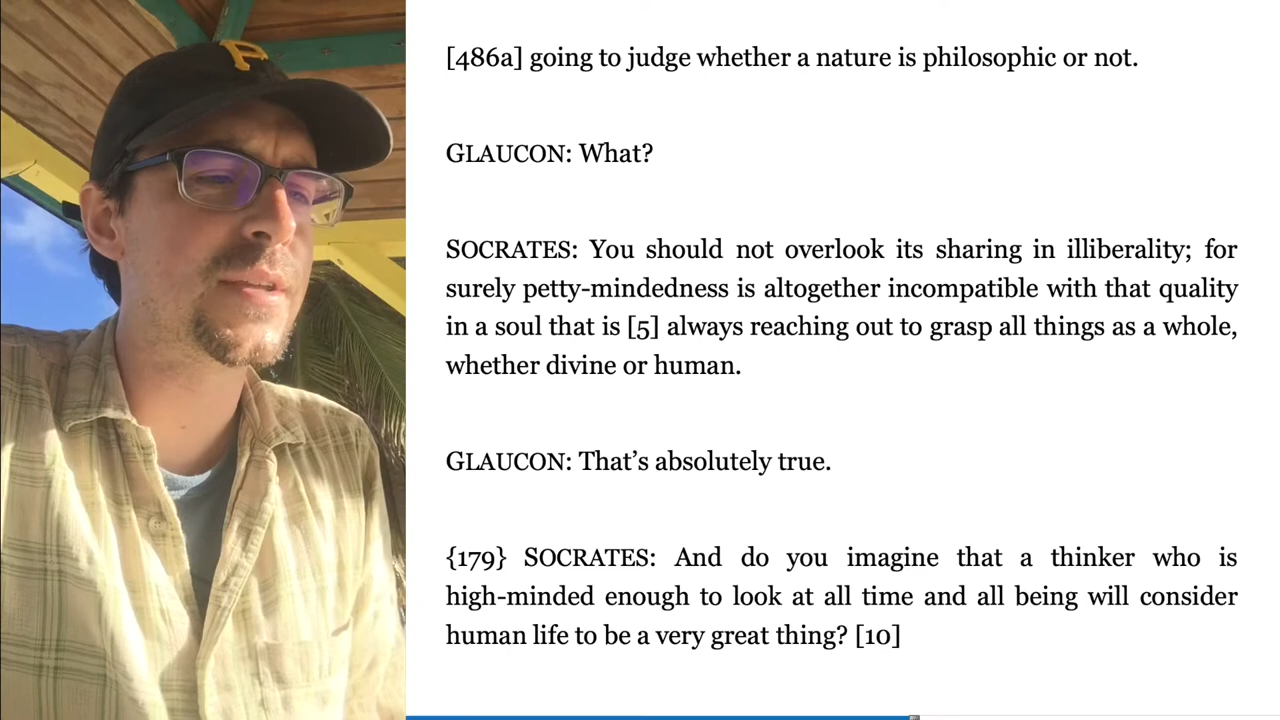 P
[486a] going to judge whether a nature is philosophic or not.
GLAUCON: What?
SOCRATES: You should not overlook its sharing in illiberality; for
surely petty-mindedness is altogether incompatible with that quality
in a soul that is [5] always reaching out to grasp all things as a whole,
whether divine or human.
GLAUCON: That’s absolutely true.
{179} SOCRATES: And do you imagine that a thinker who is
high-minded enough to look at all time and all being will consider
human life to be a very great thing? [10]